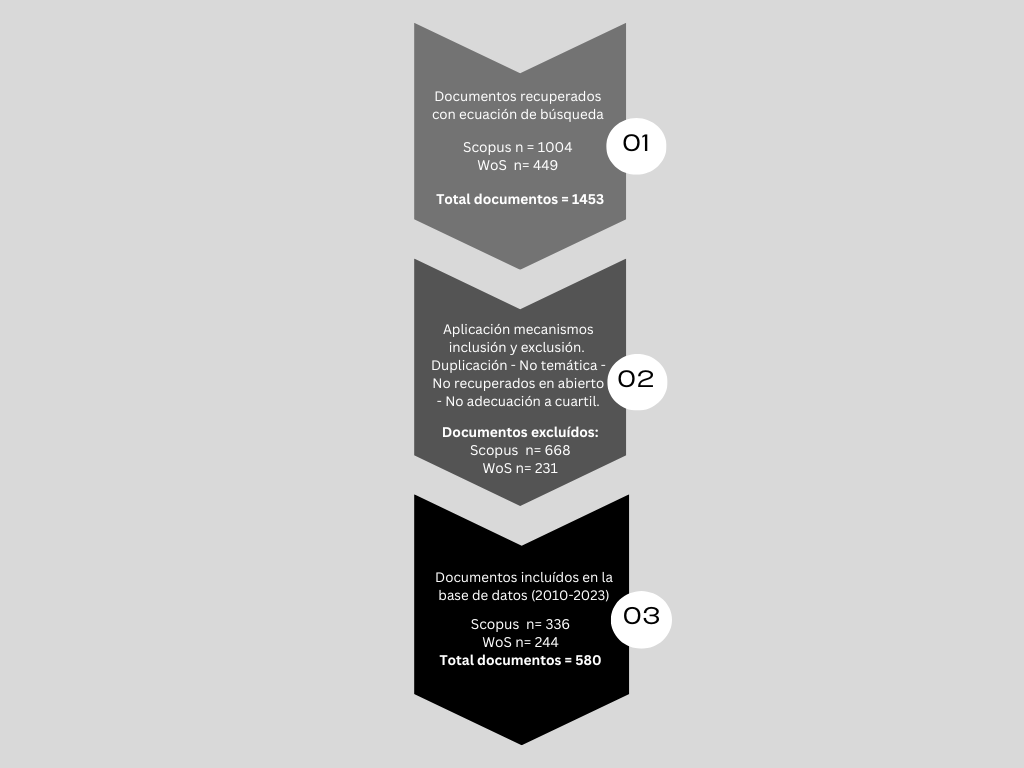 Documentos recuperados
con ecuación de búsqueda
Scopus n = 1004
WoS n= 449
Total documentos = 1453
01
Aplicación mecanismos
inclusión y exclusión.
Duplicación - No temática -
No recuperados en abierto
- No adecuación a cuartil.
Documentos excluídos:
Scopus n= 668
WoS n= 231
02
Documentos incluídos en la
base de datos (2010-2023)
Scopus n= 336
WoS n= 244
Total documentos = 580
03